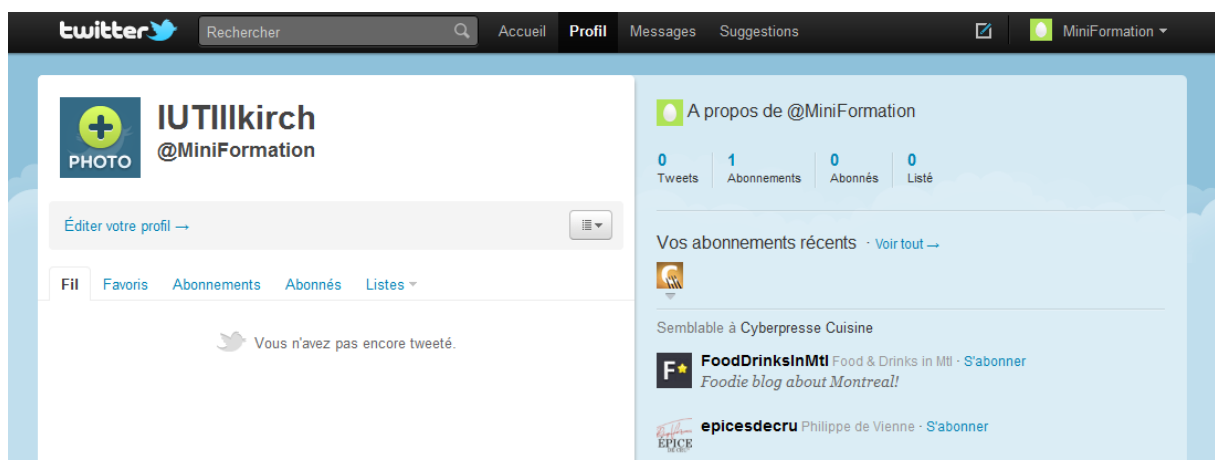 twitter
Rechercher
Accueil Profil Messages Suggestions
MiniFormation
PHOTO
IUTIllkirch
@MiniFormation
Éditer votre profil →
Fil Favoris Abonnements Abonnés Listes
Vous n'avez pas encore tweeté.
A propos de @MiniFormation
0 1 0 0
Tweets Abonnements Abonnés Listé
Vos abonnements récents · Voir tout →
Semblable à Cyberpresse Cuisine
F
FoodDrinksInMtl Food & Drinks in Mtl · S'abonner
Foodie blog about Montreal!
epicesdecru Philippe de Vienne · S'abonner
ÉPICE